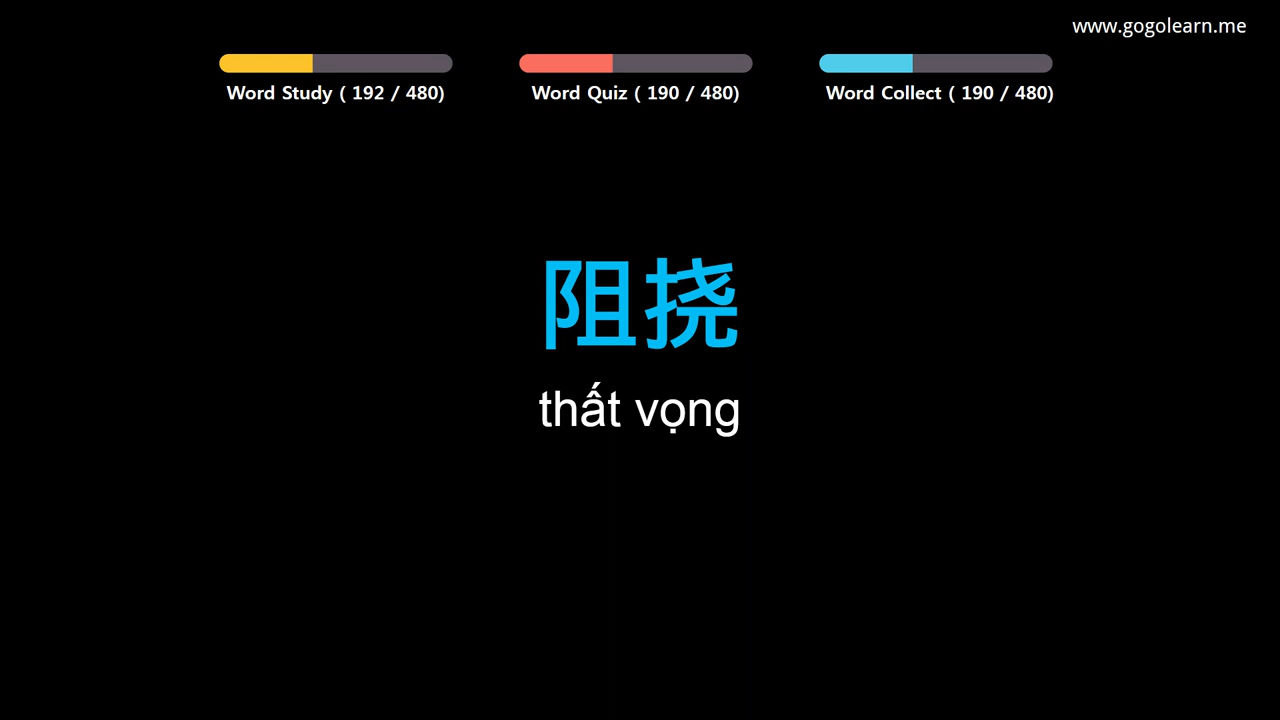 www.gogolearn.me
Word Study ( 192 / 480)
Word Quiz ( 190 / 480)
Word Collect ( 190 / 480)
阻挠
thất vọng